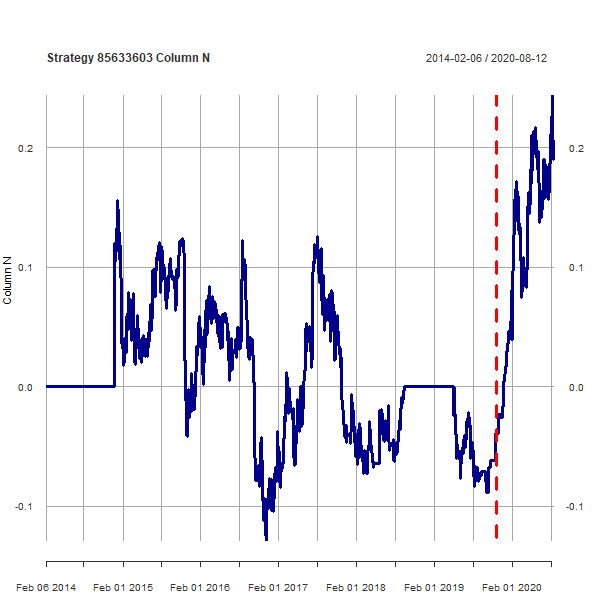 Strategy 85633603 Column N
2014-02-06 / 2020-08-12
Column N
0.2
0.2
0.1
0.1
0.0
0.0
-0.1
-0.1
Feb 06 2014
Feb 01 2015
Feb 01 2016
Feb 01 2017
Feb 01 2018
Feb 01 2019
Feb 01 2020